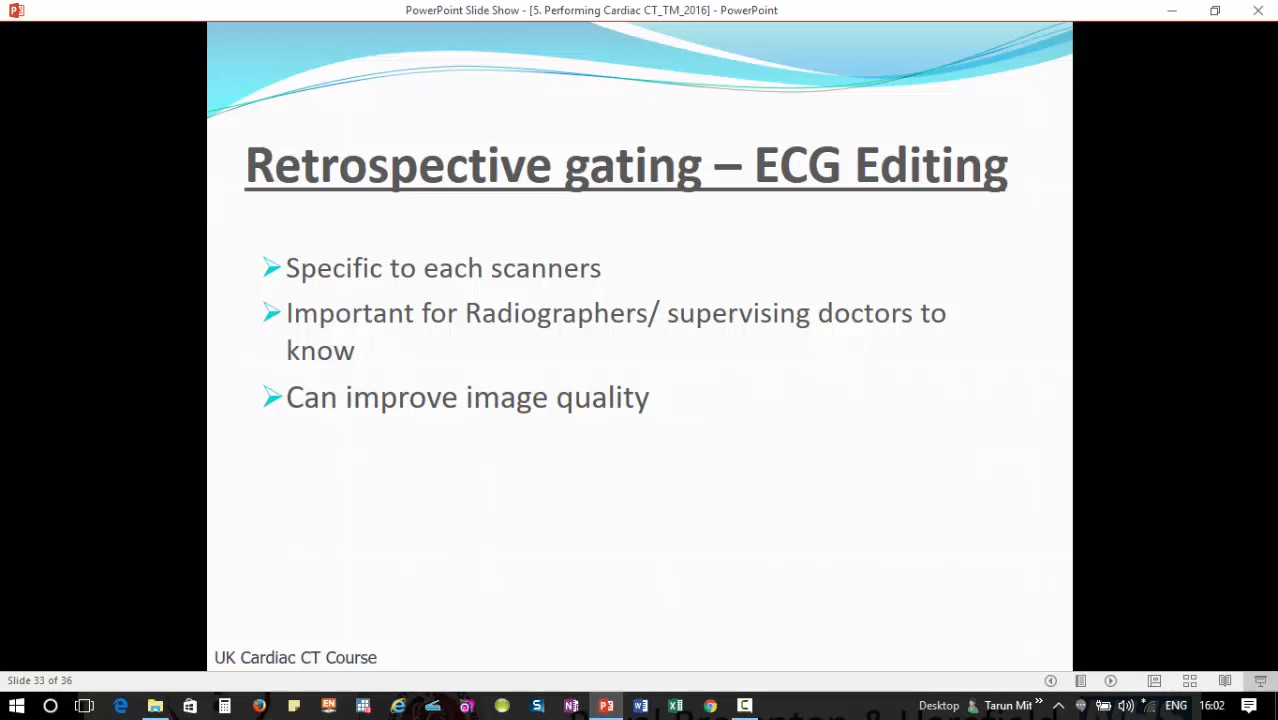 PowerPoint Slide Show - [5. Performing Cardiac CT_TM_2016] - PowerPoint
Retrospective gating – ECG Editing
Specific to each scanners
Important for Radiographers/ supervising doctors to
know
Can improve image quality
UK Cardiac CT Course
Slide 33 of 36
Desktop
Tarun Mit
ENG
16:02